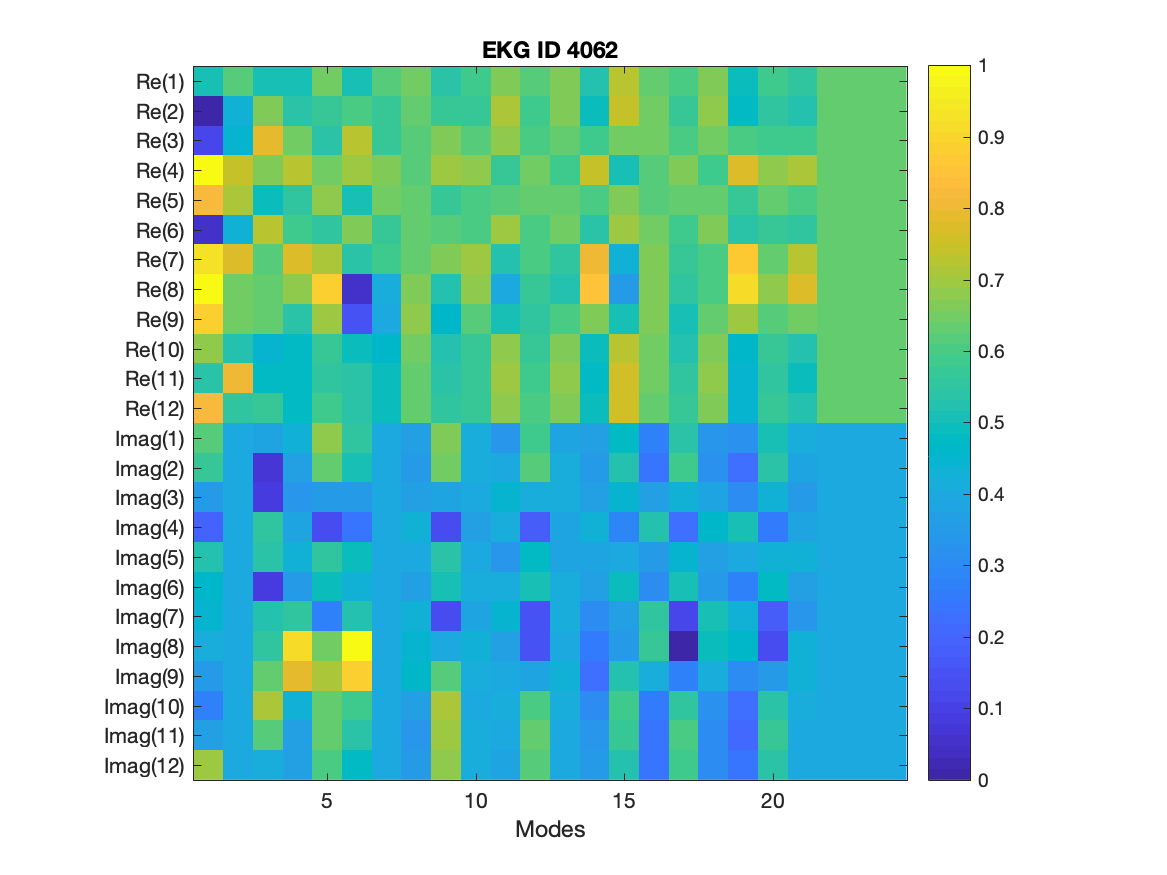 EKG ID 4062
Re(1)
Re(2)
Re(3)
Re(4)
Re(5)
Re(6)
Re(7)
Re(8)
Re(9)
Re(10)
Re(11)
Re(12)
Imag(1)
Imag(2)
Imag(3)
Imag(4)
Imag(5)
Imag(6)
Imag(7)
Imag(8)
Imag(9)
Imag(10)
Imag(11)
Imag(12)
5 10 15 20
Modes
1
0.9
0.8
0.7
0.6
0.5
0.4
0.3
0.2
0.1
0